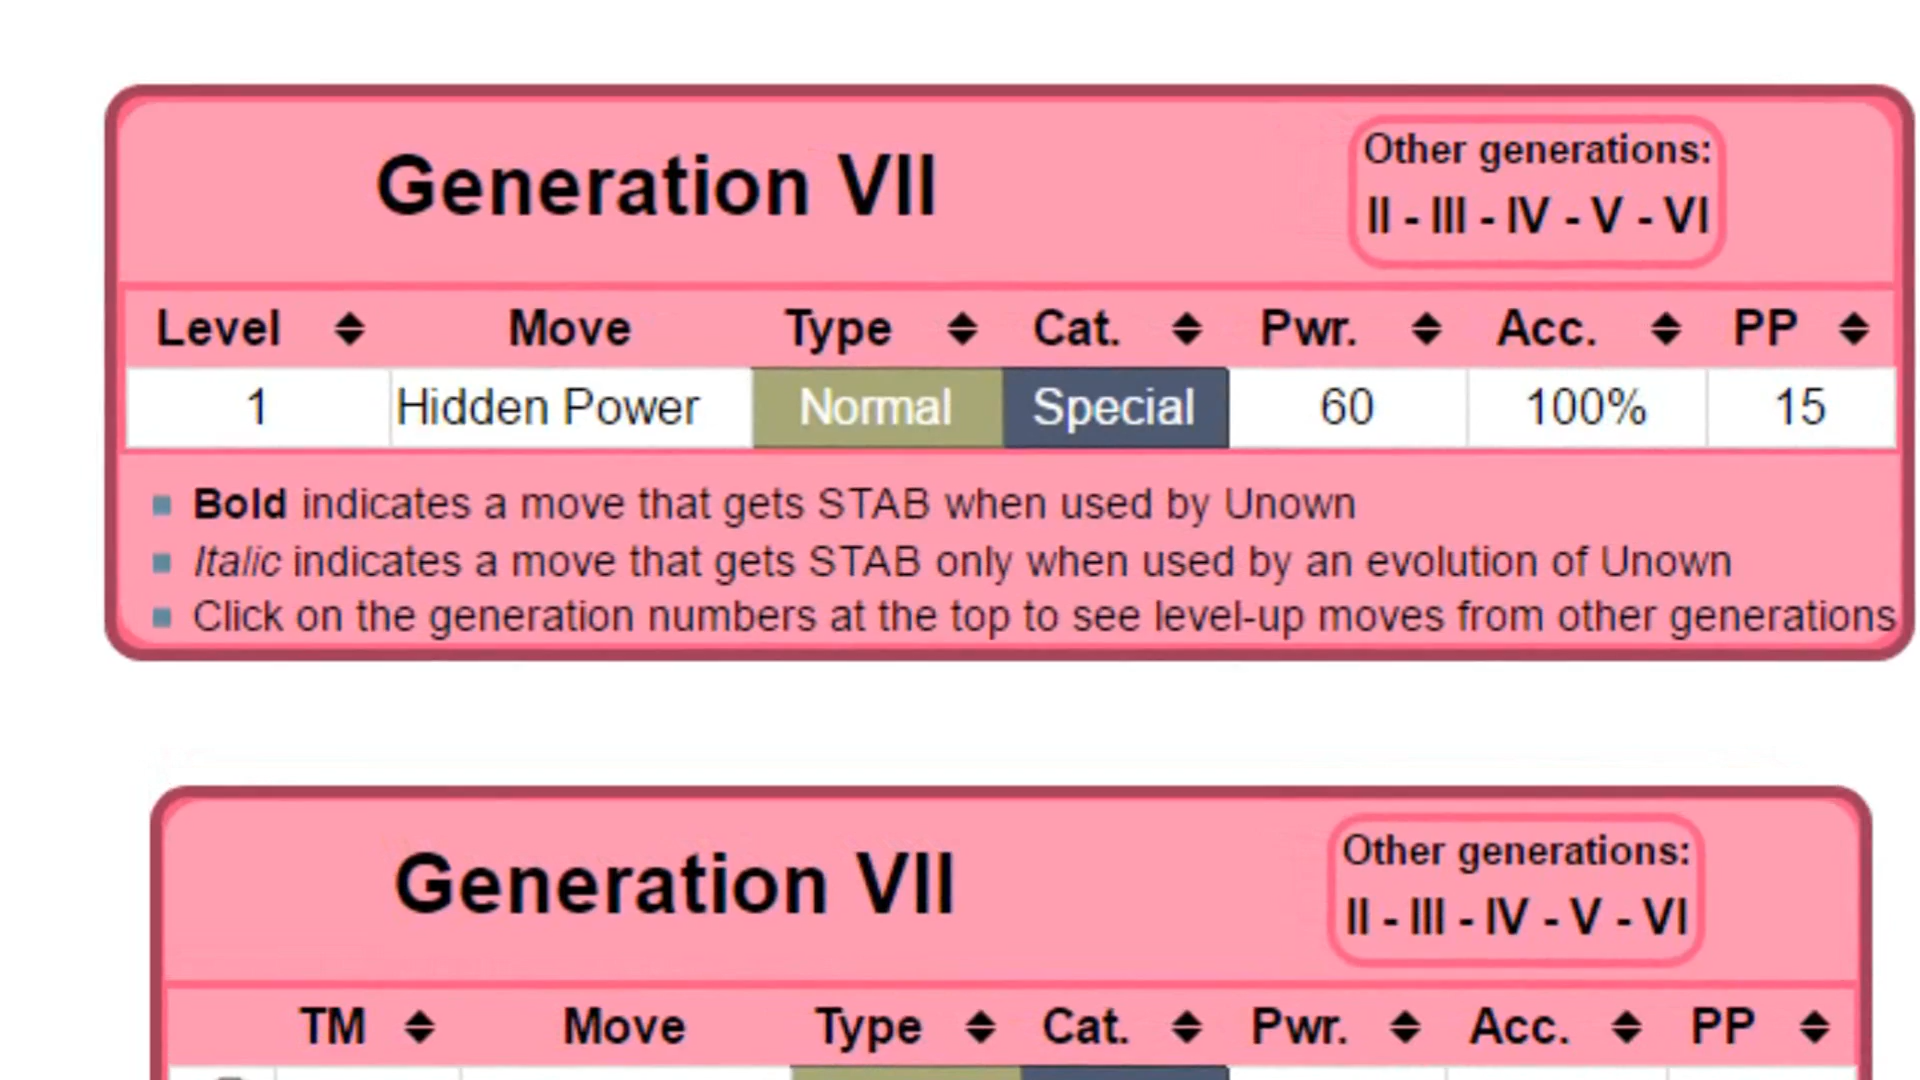 Generation VII
Other generations:
II - III - IV - V - VI
Level Move Type Cat. Pwr. Acc. PP
1 Hidden Power Normal Special 60 100% 15
Bold indicates a move that gets STAB when used by Unown
Italic indicates a move that gets STAB only when used by an evolution of Unown
Click on the generation numbers at the top to see level-up moves from other generations
Generation VII
Other generations:
II - III - IV - V - VI
TM Move Type Cat. Pwr. Acc. PP